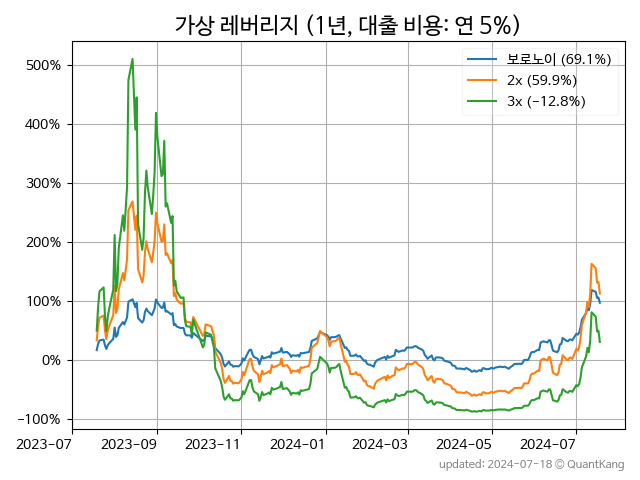 가상 레버리지 (1년, 대출 비용: 연 5%)
보로노이 (69.1%)
2x (59.9%)
3x (−12.8%)
500%
400%
300%
200%
100%
0%
−100%
2023-07 2023-09 2023-11 2024-01 2024-03 2024-05 2024-07
updated: 2024-07-18 ⓒ QuantKang